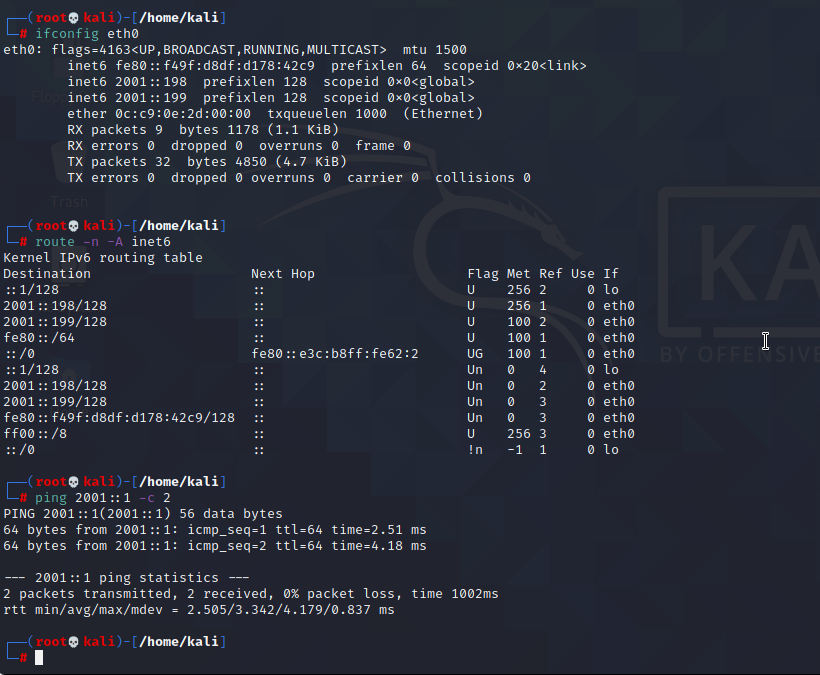 ┌──(root💀kali)-[/home/kali]
└─# ifconfig eth0
eth0: flags=4163<UP,BROADCAST,RUNNING,MULTICAST>  mtu 1500
        inet6 fe80::f49f:d8df:d178:42c9  prefixlen 64  scopeid 0×20<link>
        inet6 2001::198  prefixlen 128  scopeid 0×0<global>
        inet6 2001::199  prefixlen 128  scopeid 0×0<global>
        ether 0c:c9:0e:2d:00:00  txqueuelen 1000  (Ethernet)
        RX packets 9  bytes 1178 (1.1 KiB)
        RX errors 0  dropped 0  overruns 0  frame 0
        TX packets 32  bytes 4850 (4.7 KiB)
        TX errors 0  dropped 0 overruns 0  carrier 0  collisions 0
Trash
┌──(root💀kali)-[/home/kali]
└─# route -n -A inet6
Kernel IPv6 routing table
Destination                    Next Hop                   Flag Met Ref Use If
::1/128                        ::                         U    256 2     0 lo
2001::198/128                  ::                         U    256 1     0 eth0
2001::199/128                  ::                         U    100 2     0 eth0
fe80::/64                      ::                         U    100 1     0 eth0
::/0                           fe80::e3c:b8ff:fe62:2      UG   100 1     0 eth0
::1/128                        ::                         Un   0   4     0 lo
2001::198/128                  ::                         Un   0   2     0 eth0
2001::199/128                  ::                         Un   0   3     0 eth0
fe80::f49f:d8df:d178:42c9/128  ::                         Un   0   3     0 eth0
ff00::/8                       ::                         U    256 3     0 eth0
::/0                           ::                         !n   -1  1     0 lo
KA
BY OFFENSIVE
┌──(root💀kali)-[/home/kali]
└─# ping 2001::1 -c 2
PING 2001::1(2001::1) 56 data bytes
64 bytes from 2001::1: icmp_seq=1 ttl=64 time=2.51 ms
64 bytes from 2001::1: icmp_seq=2 ttl=64 time=4.18 ms
--- 2001::1 ping statistics ---
2 packets transmitted, 2 received, 0% packet loss, time 1002ms
rtt min/avg/max/mdev = 2.505/3.342/4.179/0.837 ms
┌──(root💀kali)-[/home/kali]
└─#